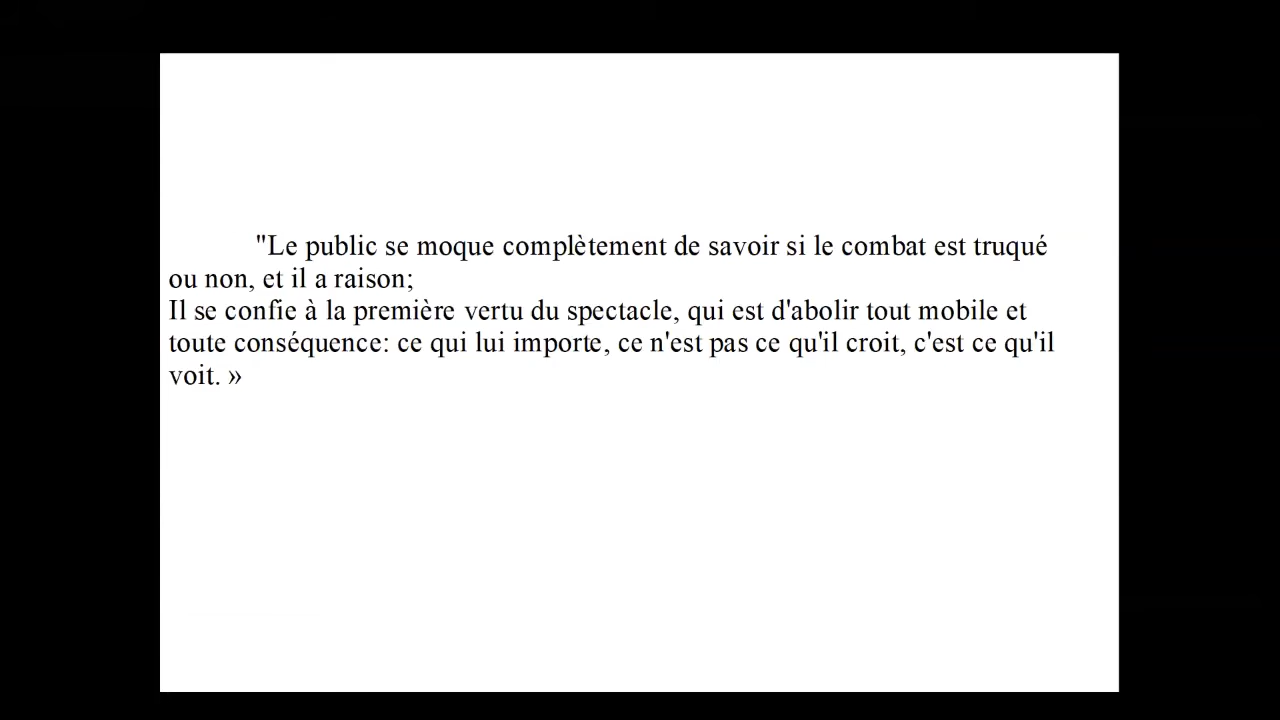 "Le public se moque complètement de savoir si le combat est truqué
ou non, et il a raison;
Il se confie à la première vertu du spectacle, qui est d'abolir tout mobile et
toute conséquence: ce qui lui importe, ce n'est pas ce qu'il croit, c'est ce qu'il
voit. »